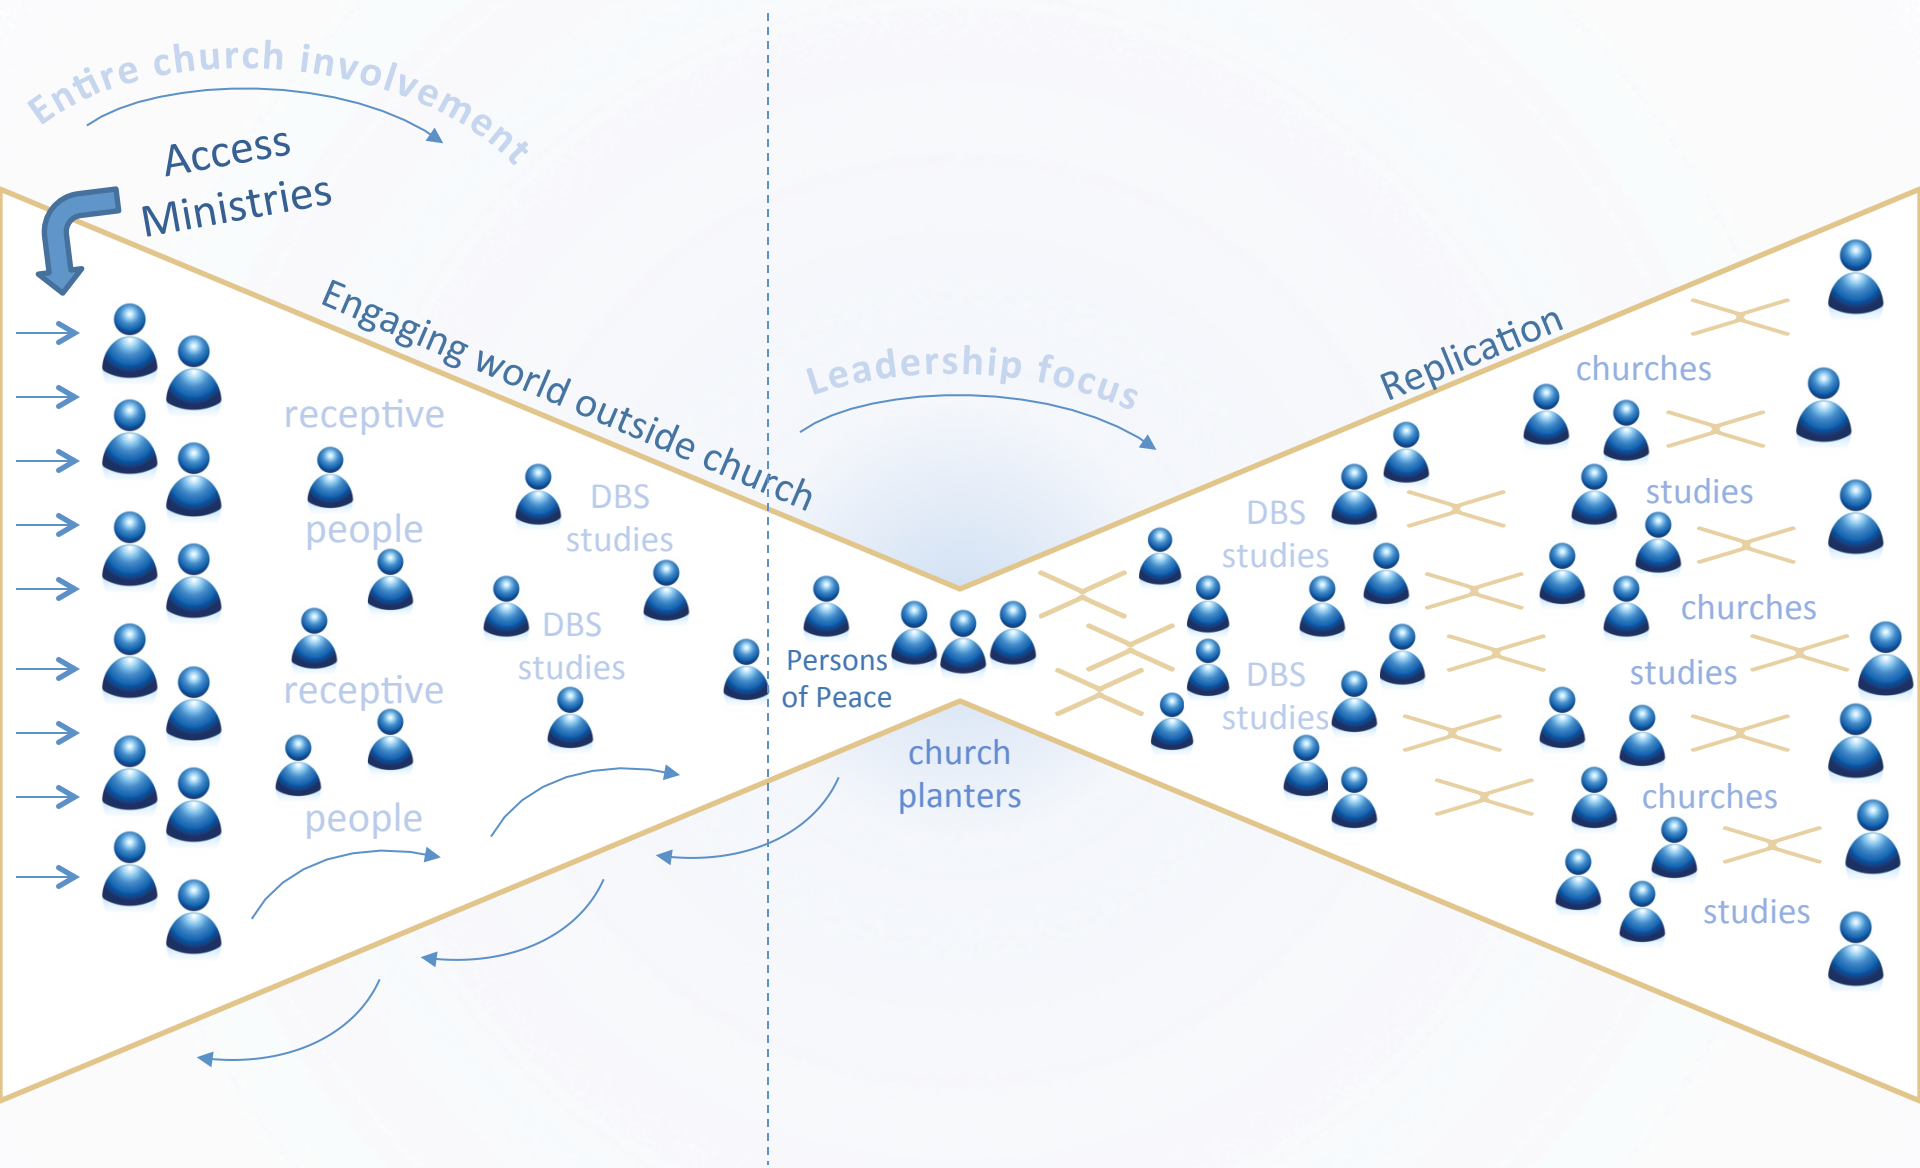 Entire church involvement
Access
Ministries
Engaging world outside church
receptive
people
receptive
people
DBS
studies
DBS
studies
Leadership focus
Persons
of Peace
church
planters
Replication
DBS
studies
DBS
studies
churches
studies
churches
studies
churches
studies